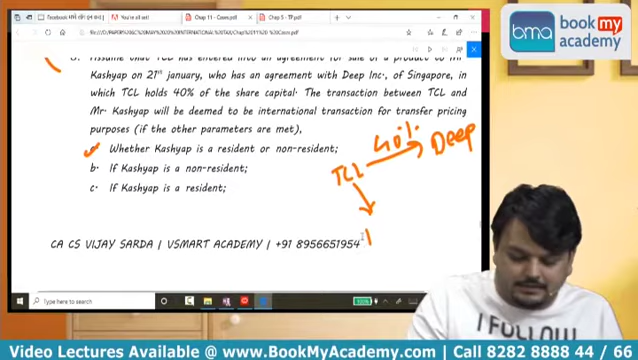 Chap 11 - Cases.pdf
Chap 5 - TP.pdf
Assume that TCL has entered into an agreement for sale of a product to Mr
Kashyap on 21st january, who has an agreement with Deep Inc., of Singapore, in
which TCL holds 40% of the share capital. The transaction between TCL and
Mr. Kashyap will be deemed to be international transaction for transfer pricing
purposes (if the other parameters are met),
Whether Kashyap is a resident or non-resident;
b. If Kashyap is a non-resident;
c. If Kashyap is a resident;
40%
Deep
TCL
CA CS VIJAY SARDA | VSMART ACADEMY | +91 8956651954
Type here to search
100%
bma
book my
academy
I FOLLOW
Video Lectures Available @ www.BookMyAcademy.com | Call 8282 8888 44 / 66